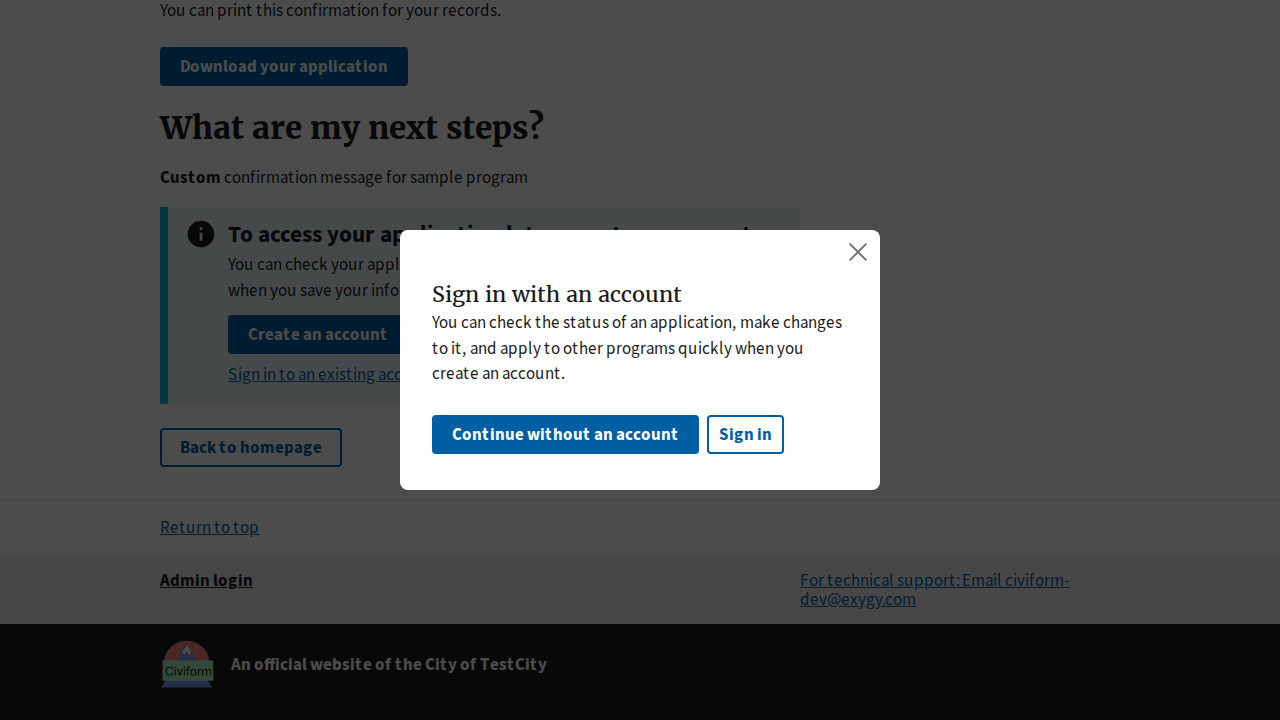 You can print this confirmation for your records.
Download your application
What are my next steps?
Custom confirmation message for sample program
To access your
You can check your appl
when you save your info
Create an account
Sign in to an existing acc
Sign in with an account
You can check the status of an application, make changes
to it, and apply to other programs quickly when you
create an account.
Continue without an account
Sign in
Back to homepage
Return to top
Admin login
For technical support: Email civiform-
dev@exygy.com
Civiform
An official website of the City of TestCity